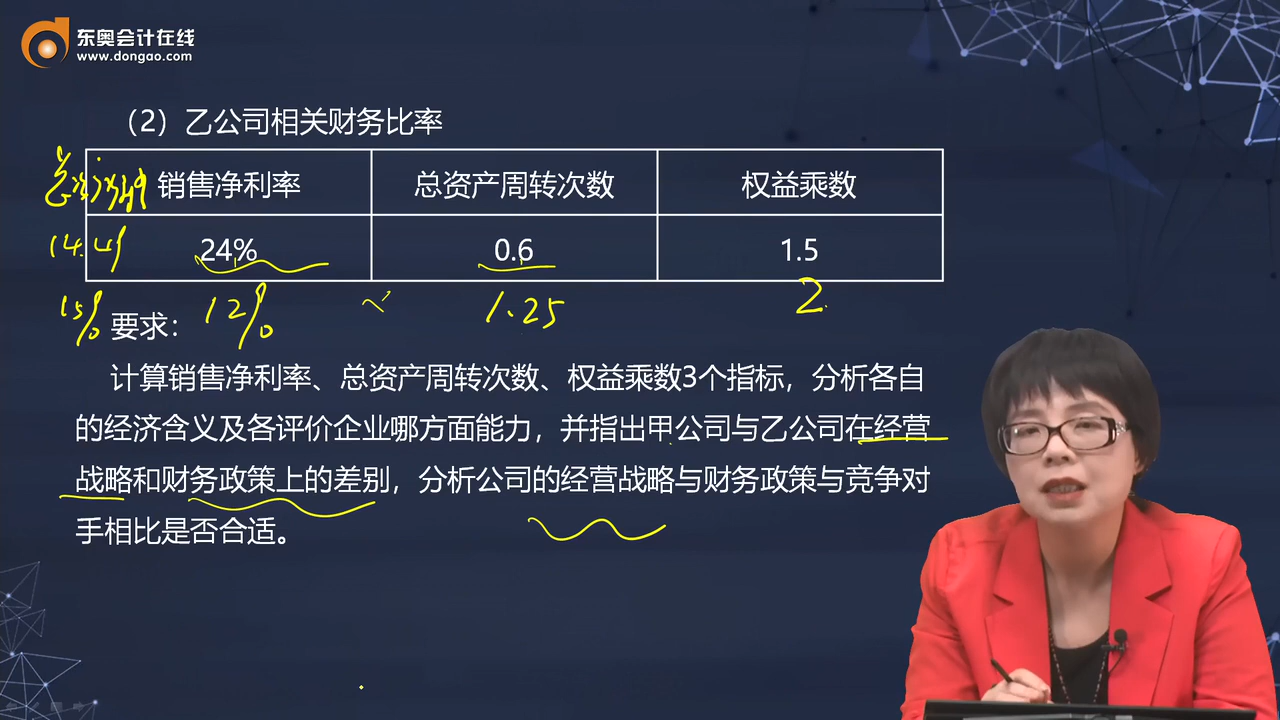 东奥会计在线
www.dongao.com
（2）乙公司相关财务比率
销售净利率 总资产周转次数 权益乘数
14.4% 24% 0.6 1.5
15% 12% 1.25 2
要求：
计算销售净利率、总资产周转次数、权益乘数3个指标，分析各自
的经济含义及各评价企业哪方面能力，并指出甲公司与乙公司在经营
战略和财务政策上的差别，分析公司的经营战略与财务政策与竞争对
手相比是否合适。